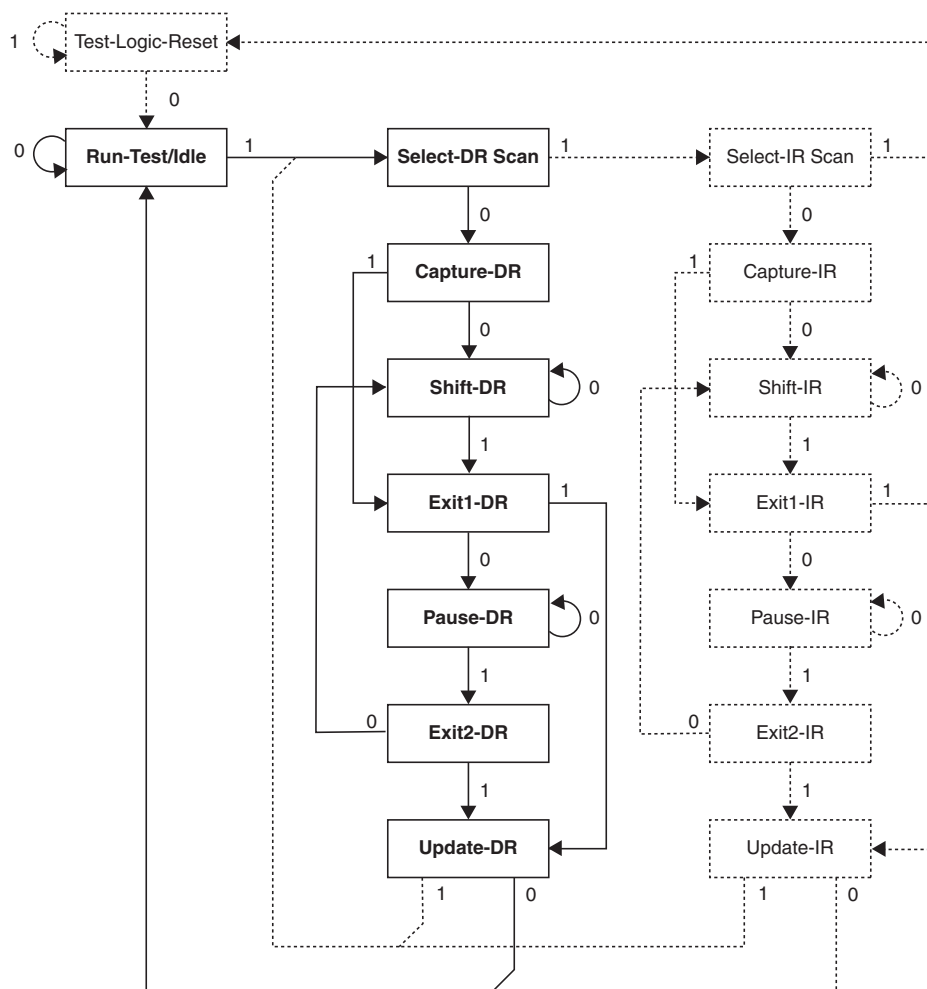 1
Test-Logic-Reset
0
0
Run-Test/Idle
1
Select-DR Scan
1
Select-IR Scan
1
0
0
1
Capture-DR
1
Capture-IR
0
0
Shift-DR
0
Shift-IR
0
1
1
Exit1-DR
1
Exit1-IR
1
0
0
Pause-DR
0
Pause-IR
0
1
1
0
Exit2-DR
0
Exit2-IR
1
1
Update-DR
Update-IR
1
0
1
0